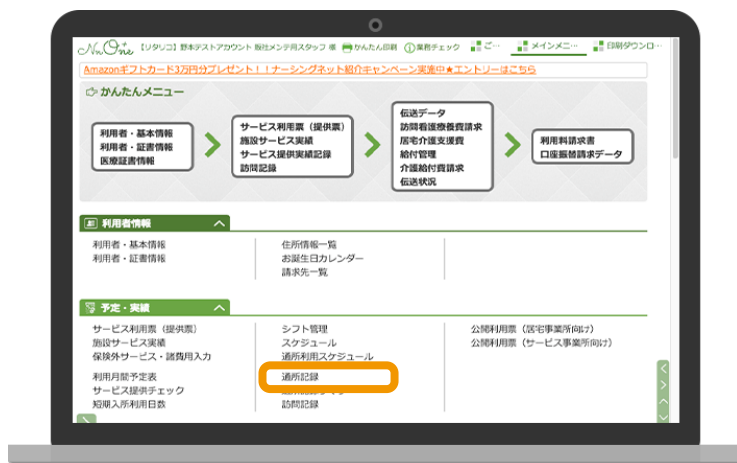 NuOne 【リタリコ】野本テストアカウント 販社メンテ用スタッフ 様 かんたん印刷 業務チェック ご… メインメニ… 印刷ダウンロ…
Amazonギフトカード3万円分プレゼント！！ナーシングネット紹介キャンペーン実施中★エントリーはこちら
かんたんメニュー
利用者・基本情報
利用者・証書情報
医療証書情報
サービス利用票（提供票）
施設サービス実績
サービス提供実績記録
訪問記録
伝送データ
訪問看護療養費請求
居宅介護支援費
給付管理
介護給付費請求
伝送状況
利用料請求書
口座振替請求データ
利用者情報
利用者・基本情報
利用者・証書情報
住所情報一覧
お誕生日カレンダー
請求先一覧
予定・実績
サービス利用票（提供票）
施設サービス実績
保険外サービス・諸費用入力
利用月間予定表
サービス提供チェック
短期入所利用日数
シフト管理
スケジュール
通所利用スケジュール
通所記録
訪問記録
公開利用票（居宅事業所向け）
公開利用票（サービス事業所向け）